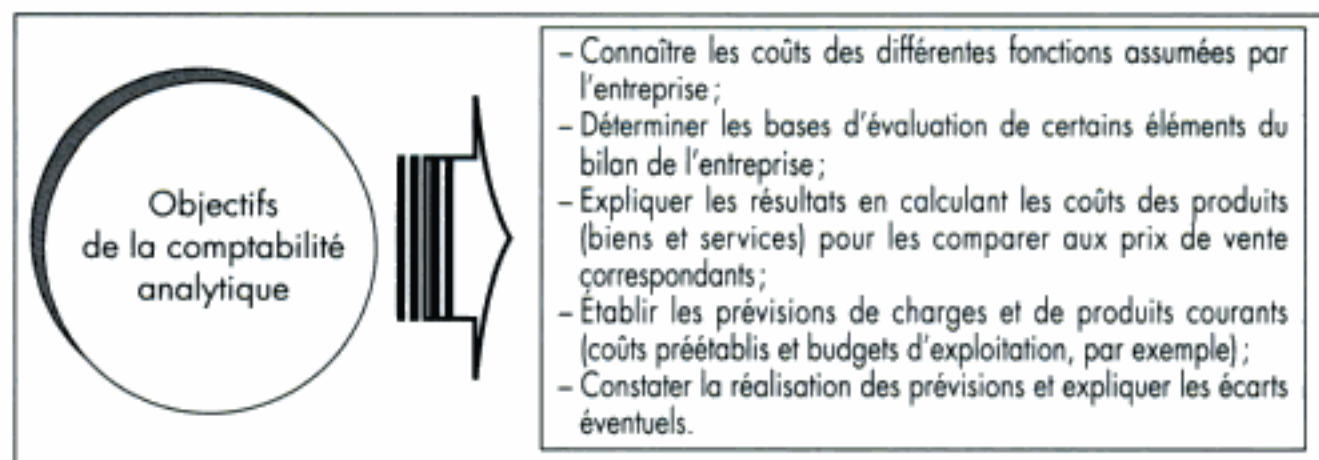 Objectifs
de la comptabilité
analytique
– Connaître les coûts des différentes fonctions assumées par
l'entreprise ;
– Déterminer les bases d'évaluation de certains éléments du
bilan de l'entreprise ;
– Expliquer les résultats en calculant les coûts des produits
(biens et services) pour les comparer aux prix de vente
correspondants ;
– Établir les prévisions de charges et de produits courants
(coûts préétablis et budgets d'exploitation, par exemple) ;
– Constater la réalisation des prévisions et expliquer les écarts
éventuels.